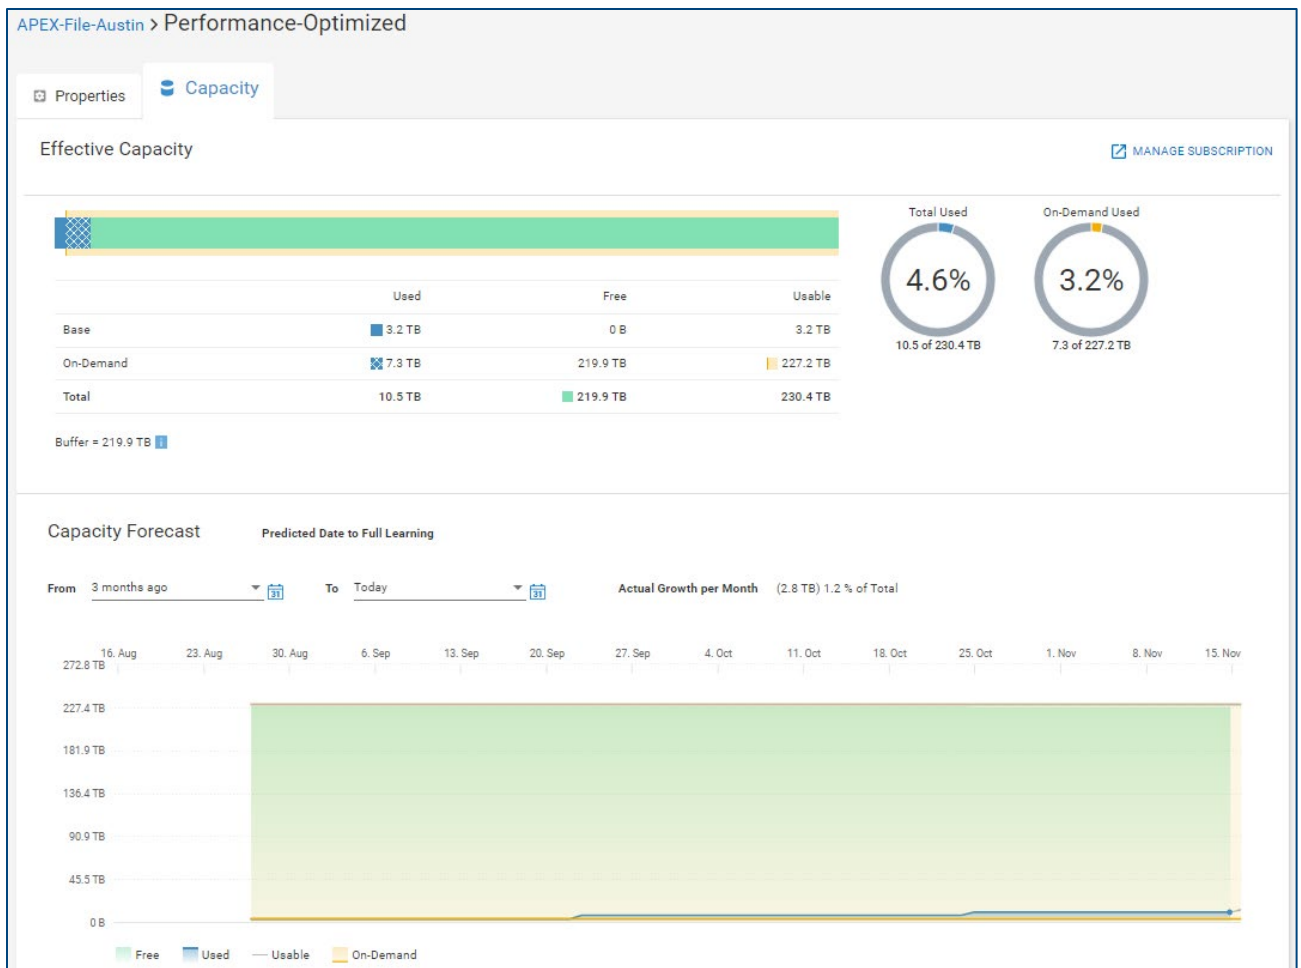 APEX-File-Austin > Performance-Optimized
Properties
Capacity
Effective Capacity
MANAGE SUBSCRIPTION
Total Used
On-Demand Used
4.6%
3.2%
10.5 of 230.4 TB
7.3 of 227.2 TB
Used Free Usable
Base 3.2 TB 0 B 3.2 TB
On-Demand 7.3 TB 219.9 TB 227.2 TB
Total 10.5 TB 219.9 TB 230.4 TB
Buffer = 219.9 TB i
Capacity Forecast Predicted Date to Full Learning
From 3 months ago 31 To Today 31 Actual Growth per Month (2.8 TB) 1.2 % of Total
16. Aug 23. Aug 30. Aug 6. Sep 13. Sep 20. Sep 27. Sep 4. Oct 11. Oct 18. Oct 25. Oct 1. Nov 8. Nov 15. Nov
272.8 TB
227.4 TB
181.9 TB
136.4 TB
90.9 TB
45.5 TB
0 B
Free Used Usable On-Demand